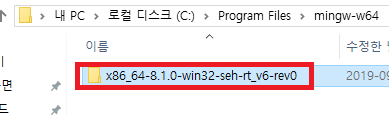 내 PC > 로컬 디스크 (C:) > Program Files > mingw-w64
이름
수정한
x86_64-8.1.0-win32-seh-rt_v6-rev0
2019-09
면
드